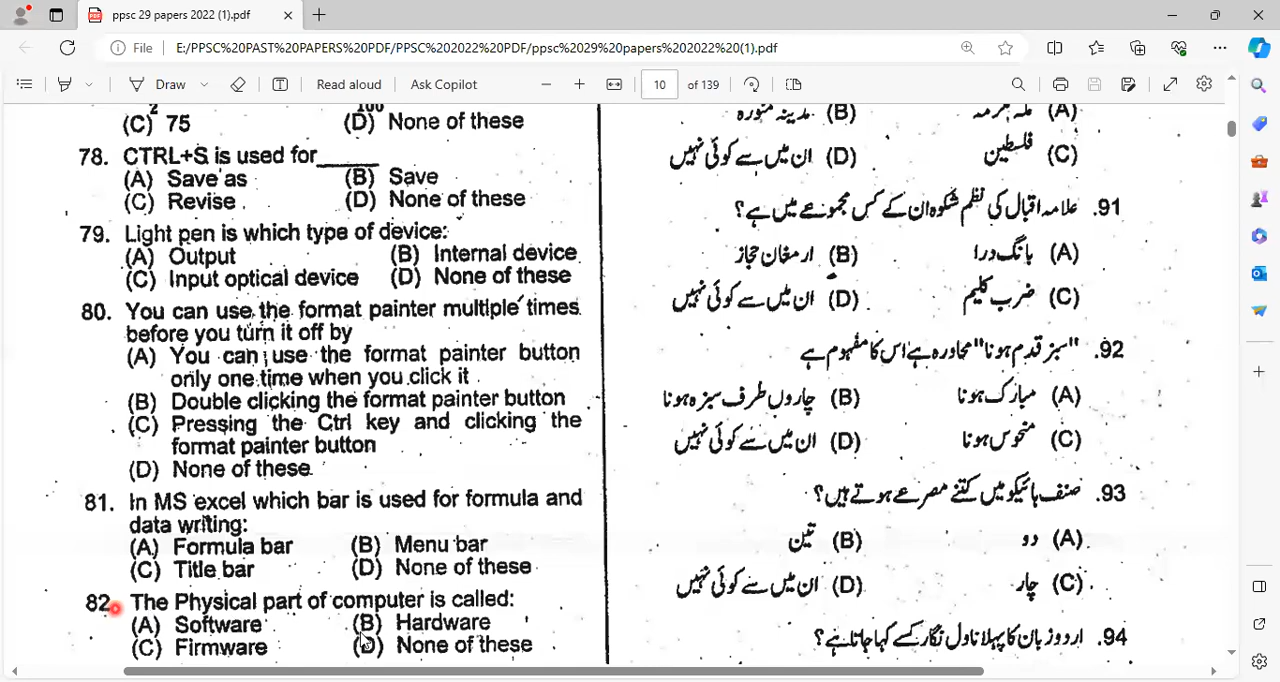 ppsc 29 papers 2022 (1).pdf
File
E:/PPSC%20PAST%20PAPERS%20PDF/PPSC%202022%20PDF/ppsc%2029%20papers%202022%20(1).pdf
Draw
Read aloud
Ask Copilot
10 of 139
(C) 75 (D) None of these
78. CTRL+S is used for_____
(A) Save as (B) Save
(C) Revise (D) None of these
79. Light pen is which type of device:
(A) Output (B) Internal device
(C) Input optical device (D) None of these
80. You can use the format painter multiple times
before you turn it off by
(A) You can use the format painter button
only one time when you click it
(B) Double clicking the format painter button
(C) Pressing the Ctrl key and clicking the
format painter button
(D) None of these
81. In MS excel which bar is used for formula and
data writing:
(A) Formula bar (B) Menu bar
(C) Title bar (D) None of these
82. The Physical part of computer is called:
(A) Software (B) Hardware
(C) Firmware (D) None of these
(A) مکہ مکرمہ (B) مدینہ منورہ
(C) فلسطین (D) ان میں سے کوئی نہیں
91. علامہ اقبال کی نظم شکوہ ان کے کس مجموعے میں ہے؟
(A) بانگ درا (B) ارمغان حجاز
(C) ضرب کلیم (D) ان میں سے کوئی نہیں
92. "سبز قدم ہونا" محاورہ ہے اس کا مفہوم ہے
(A) مبارک ہونا (B) چاروں طرف سبزہ ہونا
(C) منحوس ہونا (D) ان میں سے کوئی نہیں
93. صنف ہائیکو میں کتنے مصرعے ہوتے ہیں؟
(A) دو (B) تین
(C) چار (D) ان میں سے کوئی نہیں
94. اردو زبان کا پہلا ناول نگار کسے کہا جاتا ہے؟